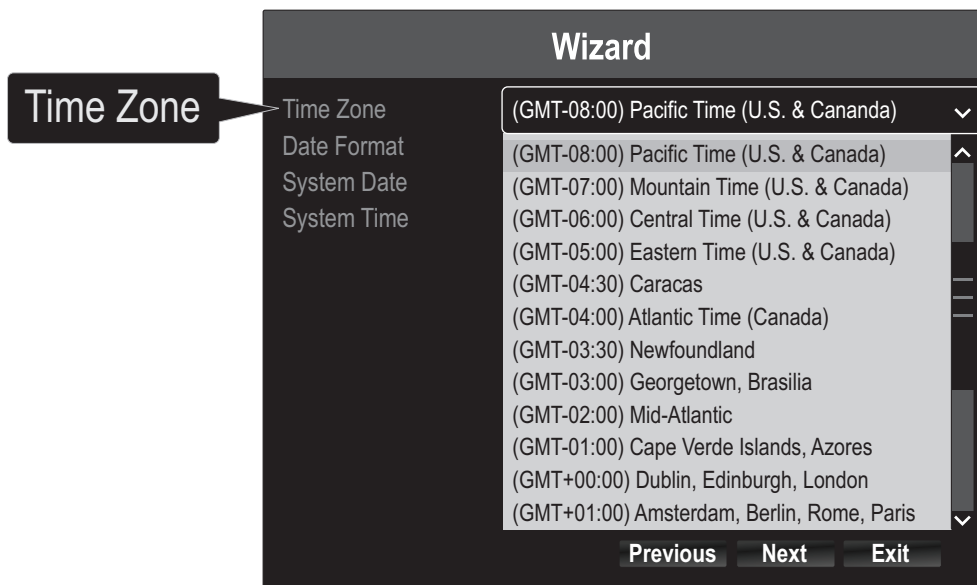 Wizard
Time Zone
Time Zone
(GMT-08:00) Pacific Time (U.S. & Cananda)
Date Format
System Date
System Time
(GMT-08:00) Pacific Time (U.S. & Canada)
(GMT-07:00) Mountain Time (U.S. & Canada)
(GMT-06:00) Central Time (U.S. & Canada)
(GMT-05:00) Eastern Time (U.S. & Canada)
(GMT-04:30) Caracas
(GMT-04:00) Atlantic Time (Canada)
(GMT-03:30) Newfoundland
(GMT-03:00) Georgetown, Brasilia
(GMT-02:00) Mid-Atlantic
(GMT-01:00) Cape Verde Islands, Azores
(GMT+00:00) Dublin, Edinburgh, London
(GMT+01:00) Amsterdam, Berlin, Rome, Paris
Previous Next Exit